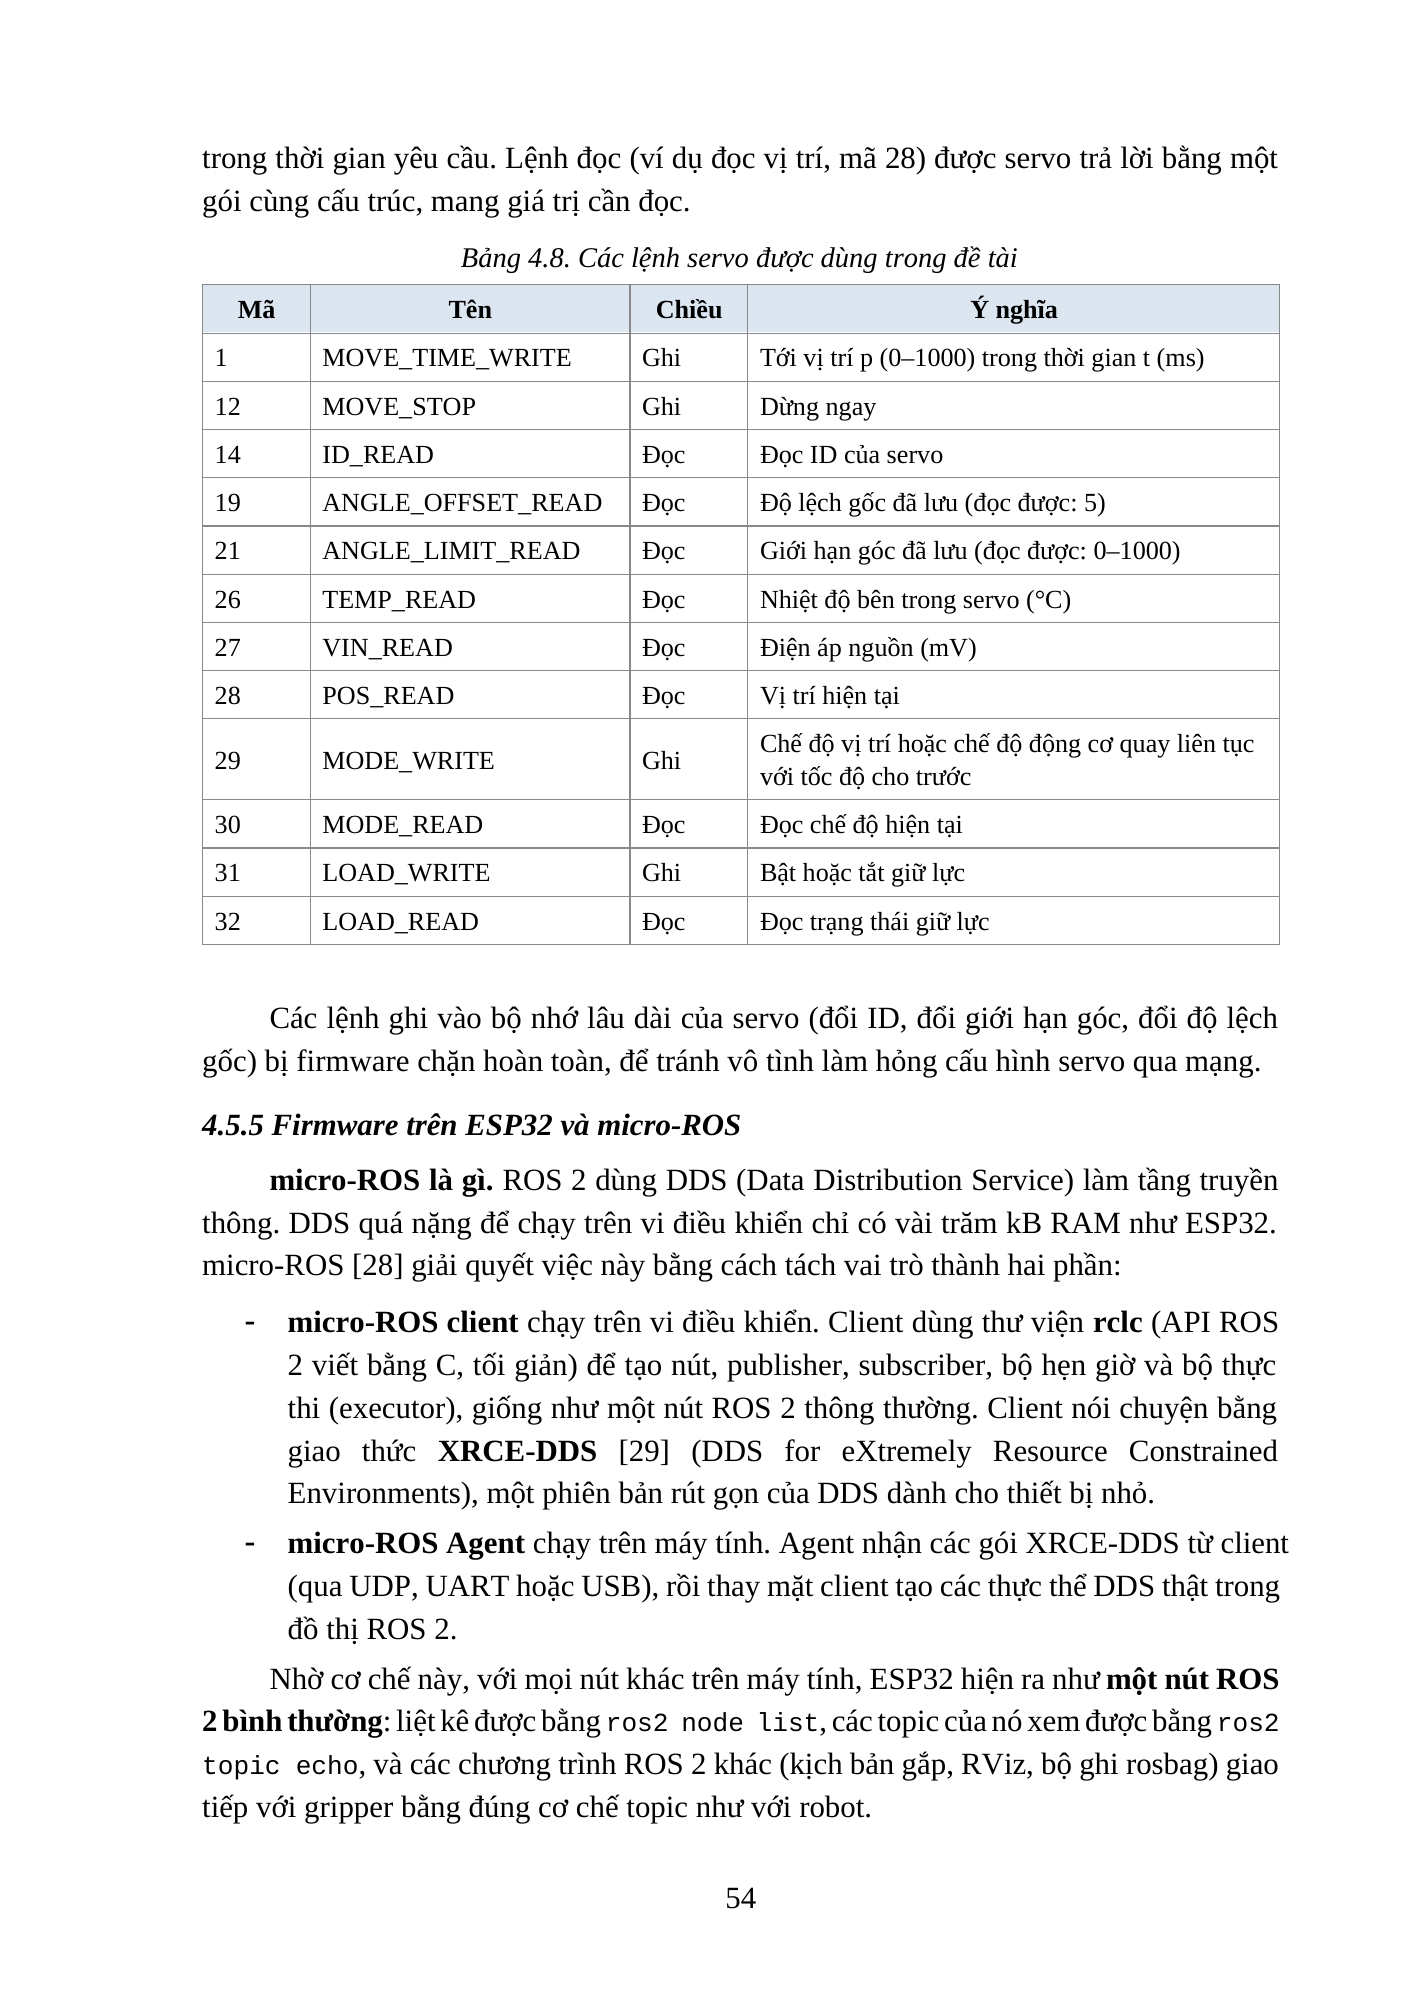 trong thời gian yêu cầu. Lệnh đọc (ví dụ đọc vị trí, mã 28) được servo trả lời bằng một
gói cùng cấu trúc, mang giá trị cần đọc.
Bảng 4.8. Các lệnh servo được dùng trong đề tài
Mã Tên Chiều Ý nghĩa
1 MOVE_TIME_WRITE Ghi Tới vị trí p (0–1000) trong thời gian t (ms)
12 MOVE_STOP Ghi Dừng ngay
14 ID_READ Đọc Đọc ID của servo
19 ANGLE_OFFSET_READ Đọc Độ lệch gốc đã lưu (đọc được: 5)
21 ANGLE_LIMIT_READ Đọc Giới hạn góc đã lưu (đọc được: 0–1000)
26 TEMP_READ Đọc Nhiệt độ bên trong servo (°C)
27 VIN_READ Đọc Điện áp nguồn (mV)
28 POS_READ Đọc Vị trí hiện tại
29 MODE_WRITE Ghi Chế độ vị trí hoặc chế độ động cơ quay liên tục
với tốc độ cho trước
30 MODE_READ Đọc Đọc chế độ hiện tại
31 LOAD_WRITE Ghi Bật hoặc tắt giữ lực
32 LOAD_READ Đọc Đọc trạng thái giữ lực
Các lệnh ghi vào bộ nhớ lâu dài của servo (đổi ID, đổi giới hạn góc, đổi độ lệch
gốc) bị firmware chặn hoàn toàn, để tránh vô tình làm hỏng cấu hình servo qua mạng.
4.5.5 Firmware trên ESP32 và micro-ROS
micro-ROS là gì. ROS 2 dùng DDS (Data Distribution Service) làm tầng truyền
thông. DDS quá nặng để chạy trên vi điều khiển chỉ có vài trăm kB RAM như ESP32.
micro-ROS [28] giải quyết việc này bằng cách tách vai trò thành hai phần:
- micro-ROS client chạy trên vi điều khiển. Client dùng thư viện rclc (API ROS
2 viết bằng C, tối giản) để tạo nút, publisher, subscriber, bộ hẹn giờ và bộ thực
thi (executor), giống như một nút ROS 2 thông thường. Client nói chuyện bằng
giao thức XRCE-DDS [29] (DDS for eXtremely Resource Constrained
Environments), một phiên bản rút gọn của DDS dành cho thiết bị nhỏ.
- micro-ROS Agent chạy trên máy tính. Agent nhận các gói XRCE-DDS từ client
(qua UDP, UART hoặc USB), rồi thay mặt client tạo các thực thể DDS thật trong
đồ thị ROS 2.
Nhờ cơ chế này, với mọi nút khác trên máy tính, ESP32 hiện ra như một nút ROS
2 bình thường: liệt kê được bằng ros2 node list, các topic của nó xem được bằng ros2
topic echo, và các chương trình ROS 2 khác (kịch bản gắp, RViz, bộ ghi rosbag) giao
tiếp với gripper bằng đúng cơ chế topic như với robot.
54